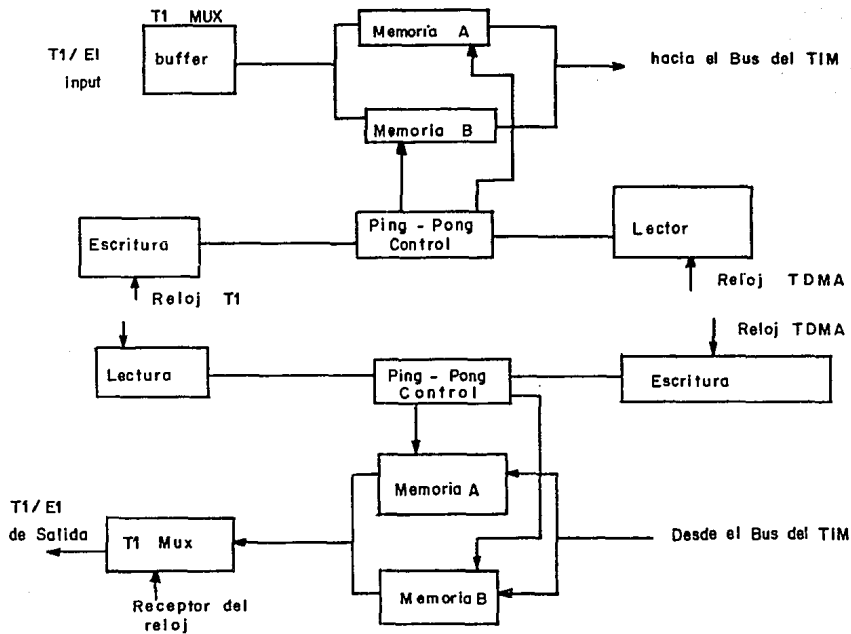 T1 MUX
T1/E1
input
buffer
Memoria A
hacia el Bus del TIM
Memoria B
Escritura
Ping - Pong
Control
Lector
Reloj T1
Reloj TDMA
Reloj TDMA
Lectura
Ping - Pong
Control
Escritura
Memoria A
T1/E1
de Salida
T1 Mux
Desde el Bus del TIM
Memoria B
Receptor del
reloj